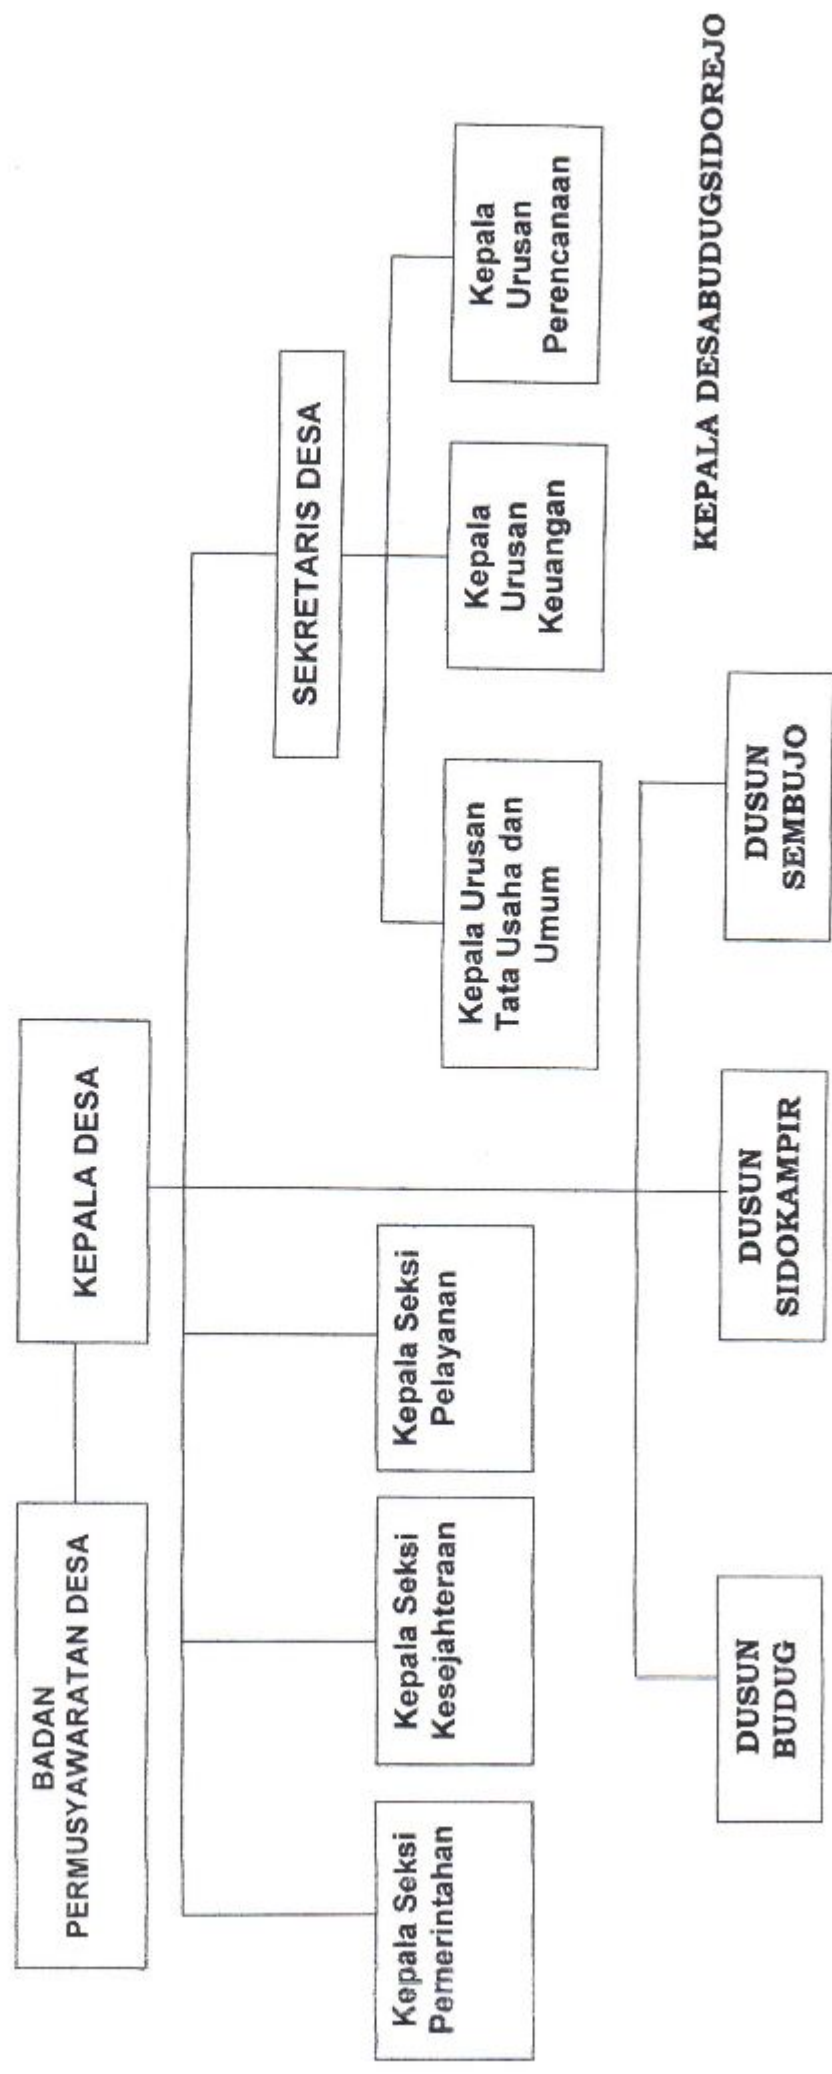 BADAN
PERMUSYAWARATAN DESA
KEPALA DESA
SEKRETARIS DESA
Kepala Seksi
Pemerintahan
Kepala Seksi
Kesejahteraan
Kepala Seksi
Pelayanan
Kepala Urusan
Tata Usaha dan
Umum
Kepala
Urusan
Keuangan
Kepala
Urusan
Perencanaan
DUSUN
BUDUG
DUSUN
SIDOKAMPIR
DUSUN
SEMBUJO
KEPALA DESABUDUGSIDOREJO